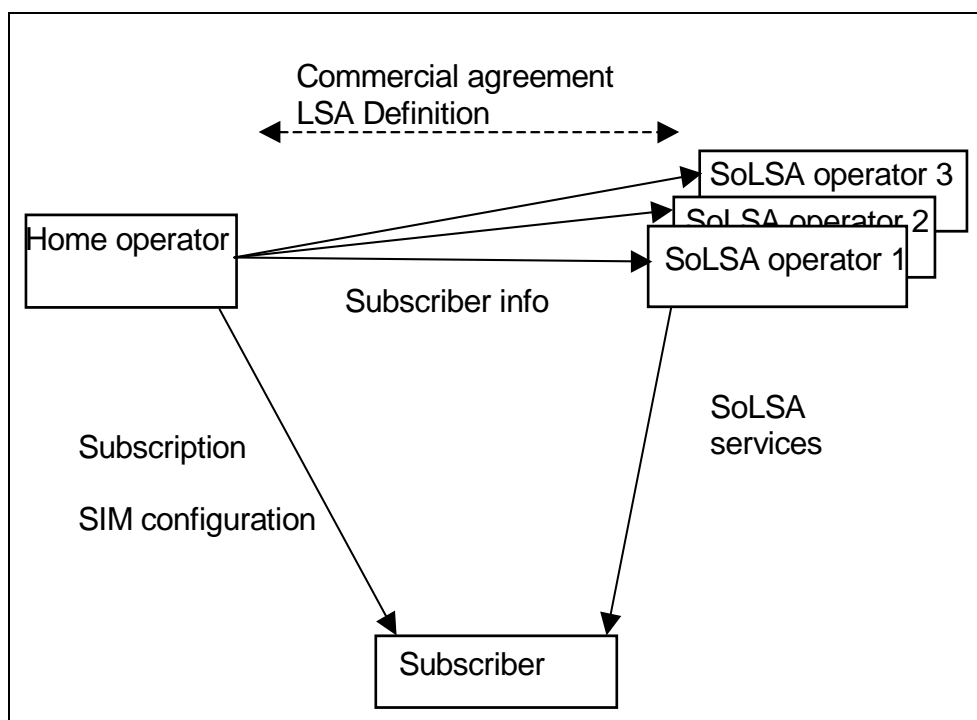 Commercial agreement
LSA Definition
SoLSA operator 3
SoLSA operator 2
Home operator
SoLSA operator 1
Subscriber info
SoLSA
services
Subscription
SIM configuration
Subscriber